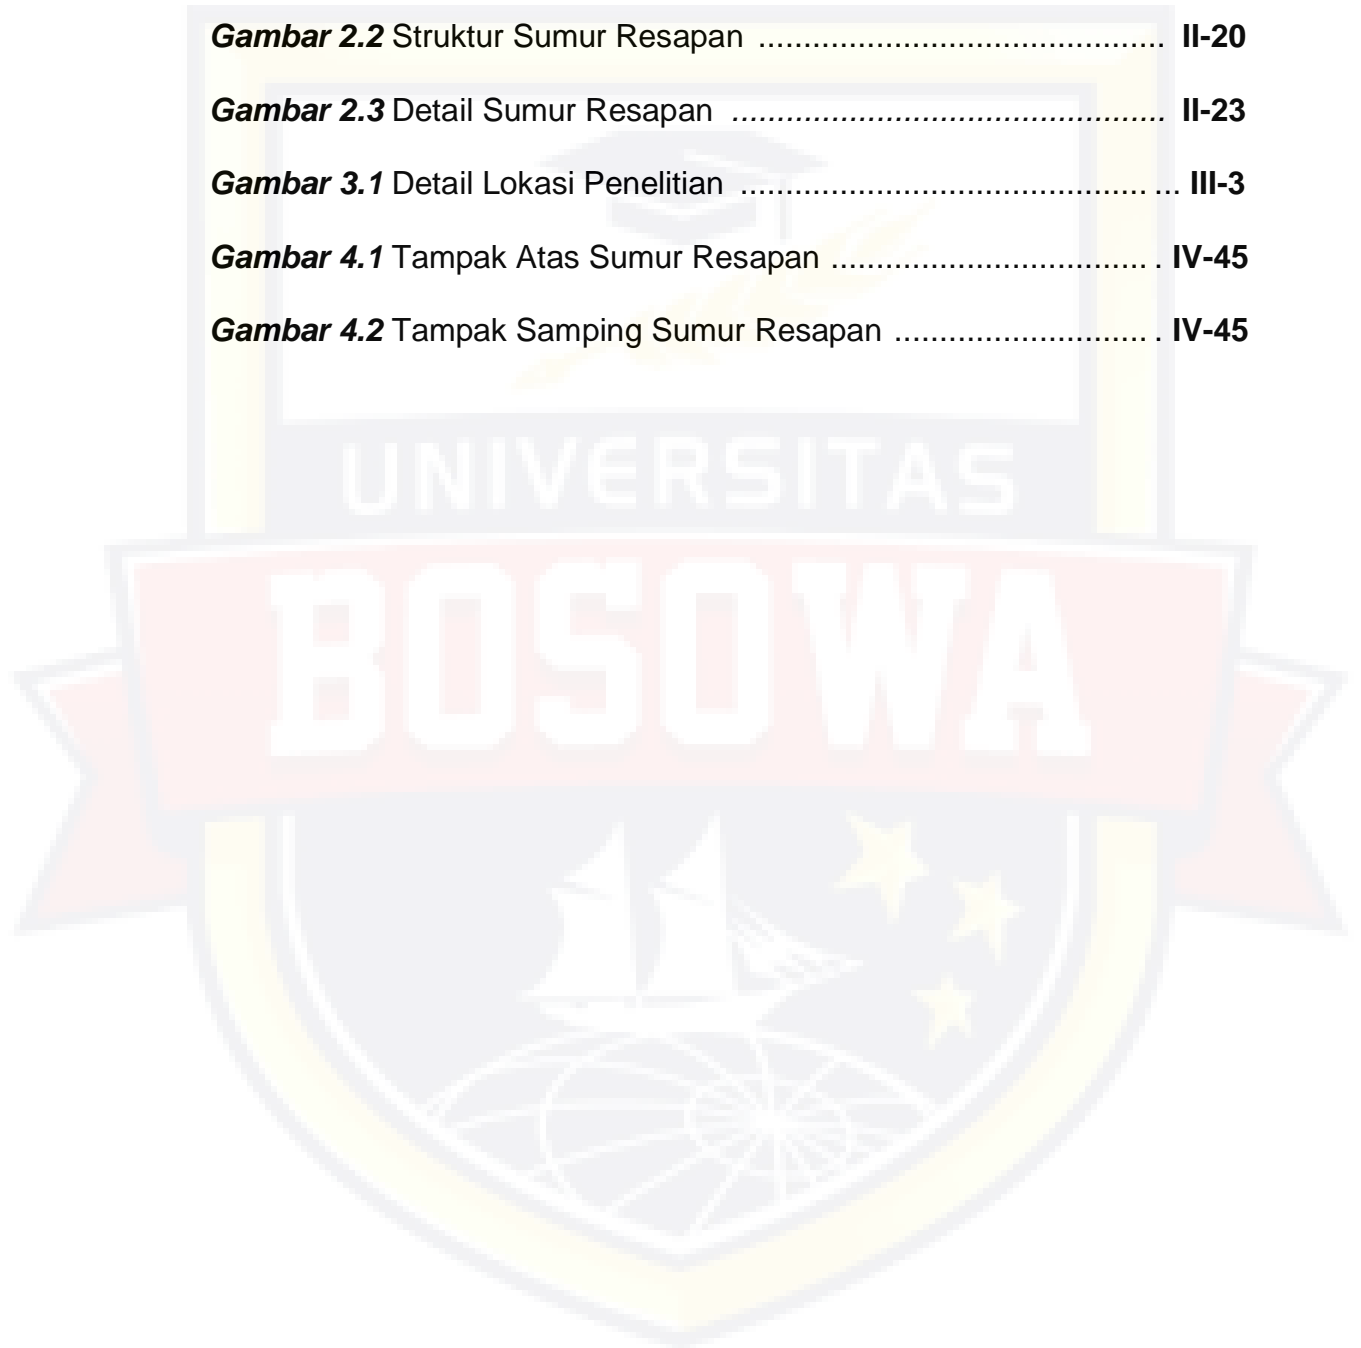 Gambar 2.2 Struktur Sumur Resapan ............................................ II-20
Gambar 2.3 Detail Sumur Resapan ............................................... II-23
Gambar 3.1 Detail Lokasi Penelitian ............................................ ... III-3
Gambar 4.1 Tampak Atas Sumur Resapan .................................. . IV-45
Gambar 4.2 Tampak Samping Sumur Resapan ............................ . IV-45
UNIVERSITAS
BOSOWA